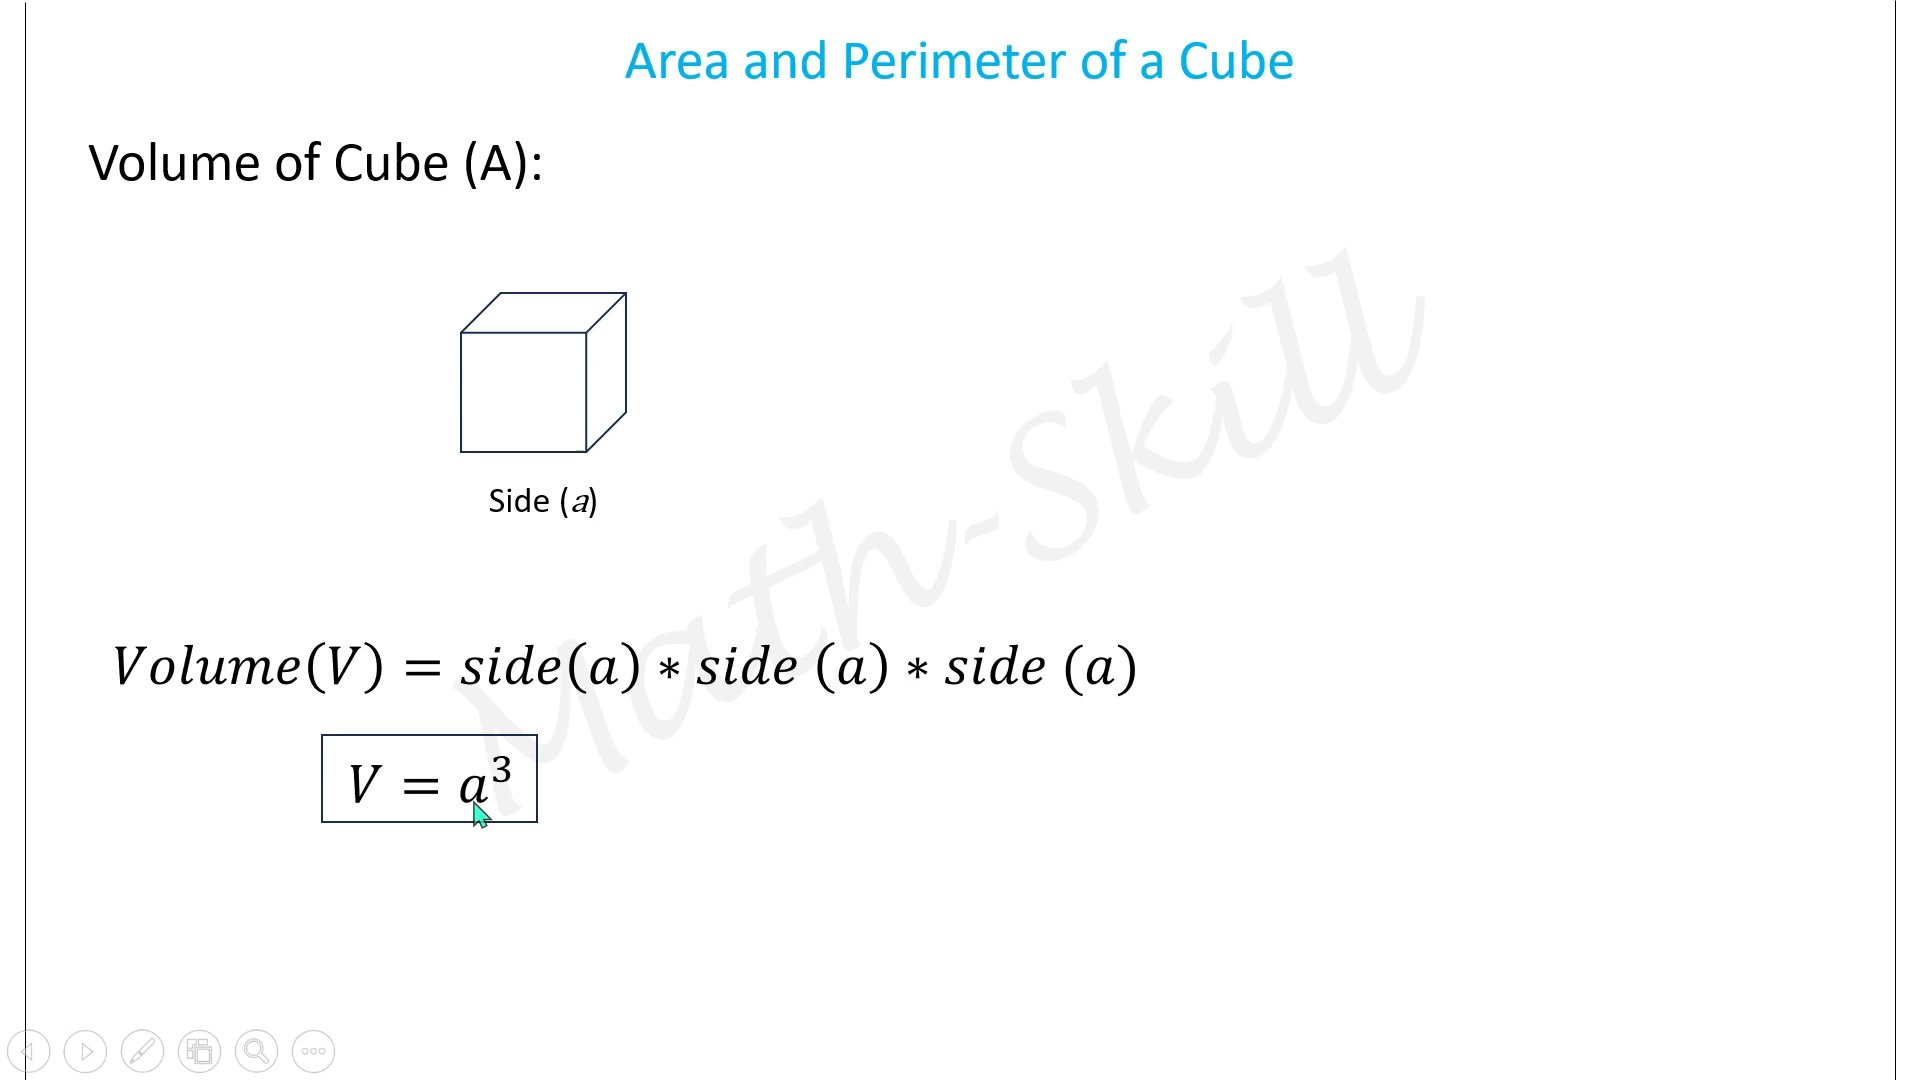 Area and Perimeter of a Cube
Volume of Cube (A):
Side (a)
Volume(V) = side(a) ∗ side (a) ∗ side (a)
V = a³
Math-Skill